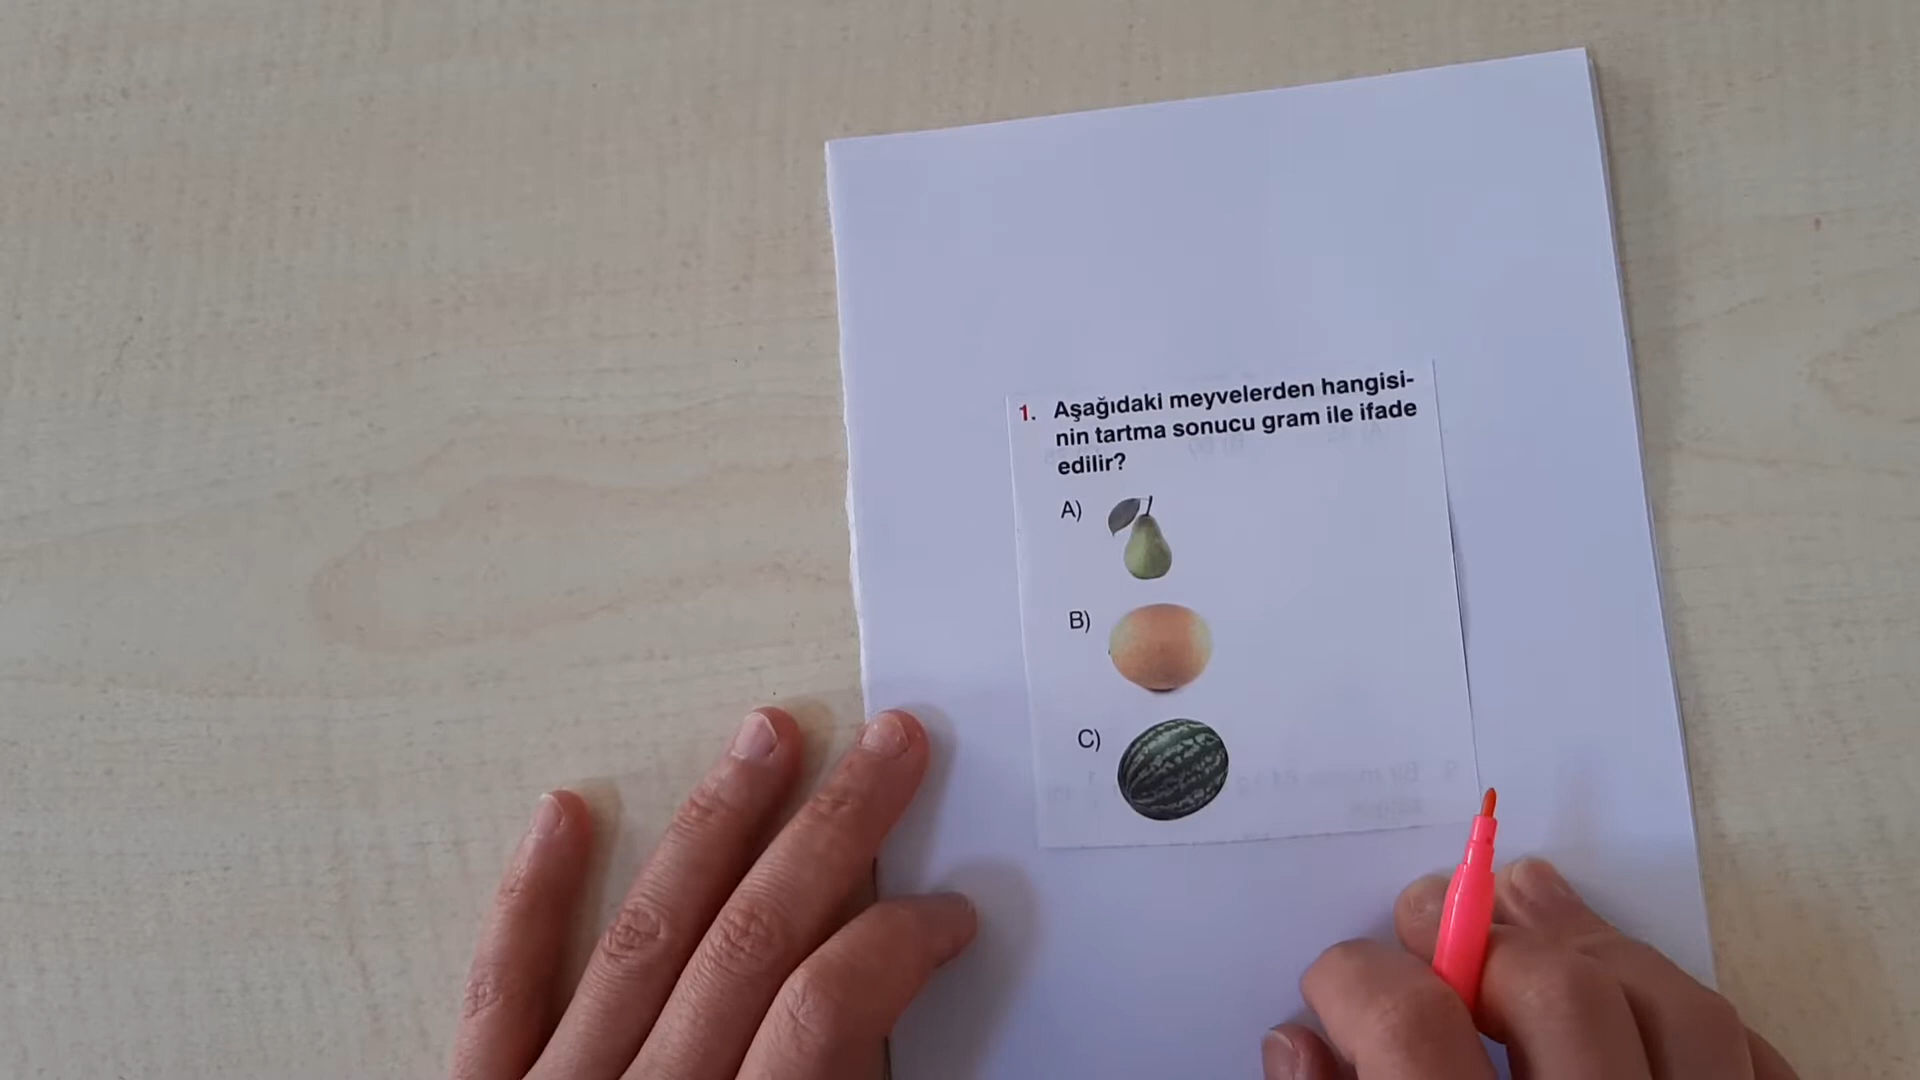 1. Aşağıdaki meyvelerden hangisi-
nin tartma sonucu gram ile ifade
edilir?
A)
B)
C)